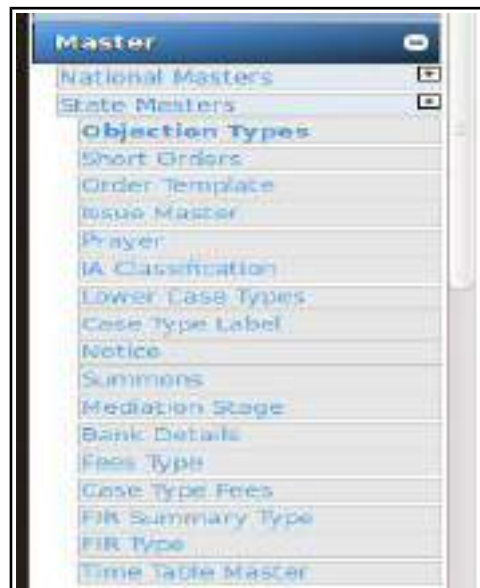 Master
National Masters
State Masters
Objection Types
Short Orders
Order Template
Issue Master
Prayer
IA Classification
Lower Case Types
Case Type Label
Notice
Summons
Mediation Stage
Bank Details
Fees Type
Case Type Fees
FIR Summary Type
FIR Type
Time Table Master